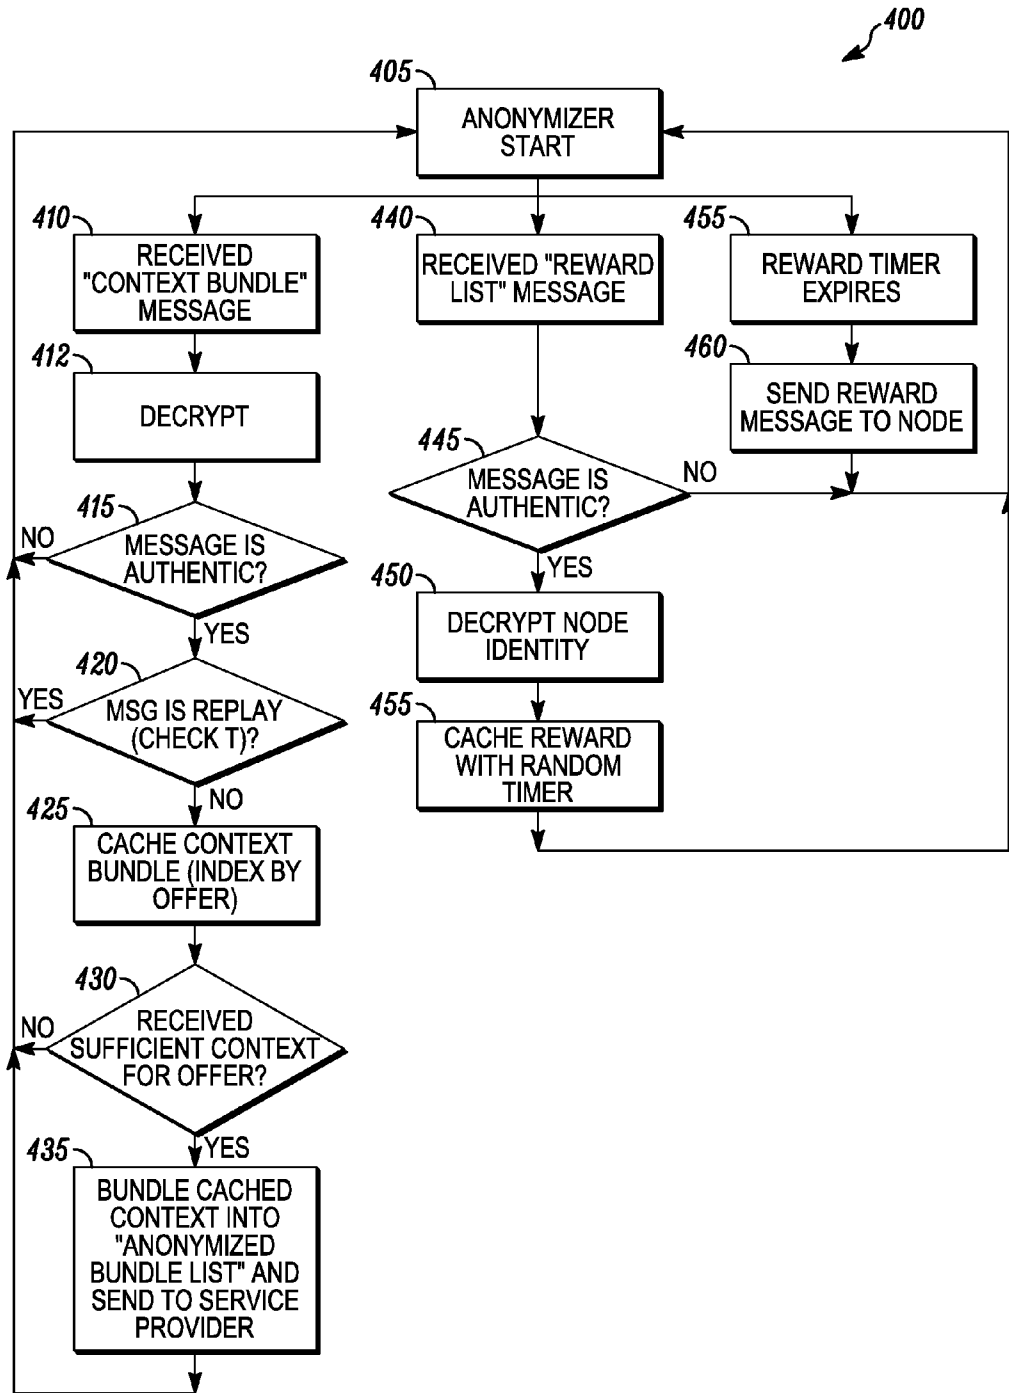 400
405
ANONYMIZER
START
410
RECEIVED
"CONTEXT BUNDLE"
MESSAGE
440
RECEIVED "REWARD
LIST" MESSAGE
455
REWARD TIMER
EXPIRES
412
DECRYPT
460
SEND REWARD
MESSAGE TO NODE
445
MESSAGE IS
AUTHENTIC?
NO
YES
415
MESSAGE IS
AUTHENTIC?
NO
YES
450
DECRYPT NODE
IDENTITY
420
MSG IS REPLAY
(CHECK T)?
YES
NO
455
CACHE REWARD
WITH RANDOM
TIMER
425
CACHE CONTEXT
BUNDLE (INDEX BY
OFFER)
430
RECEIVED
SUFFICIENT CONTEXT
FOR OFFER?
NO
YES
435
BUNDLE CACHED
CONTEXT INTO
"ANONYMIZED
BUNDLE LIST" AND
SEND TO SERVICE
PROVIDER